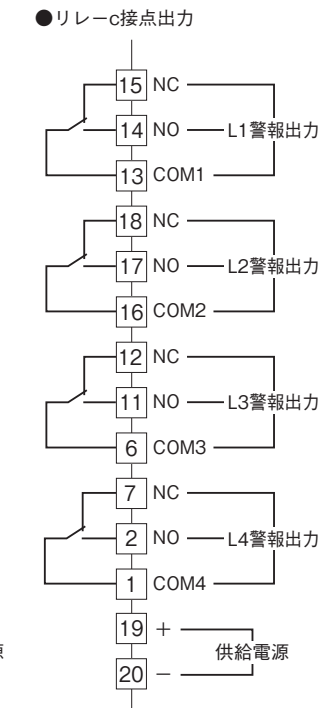 ●リレーc接点出力
15 NC
14 NO L1警報出力
13 COM1
18 NC
17 NO L2警報出力
16 COM2
12 NC
11 NO L3警報出力
6 COM3
7 NC
2 NO L4警報出力
1 COM4
19 +
供給電源
20 −
源